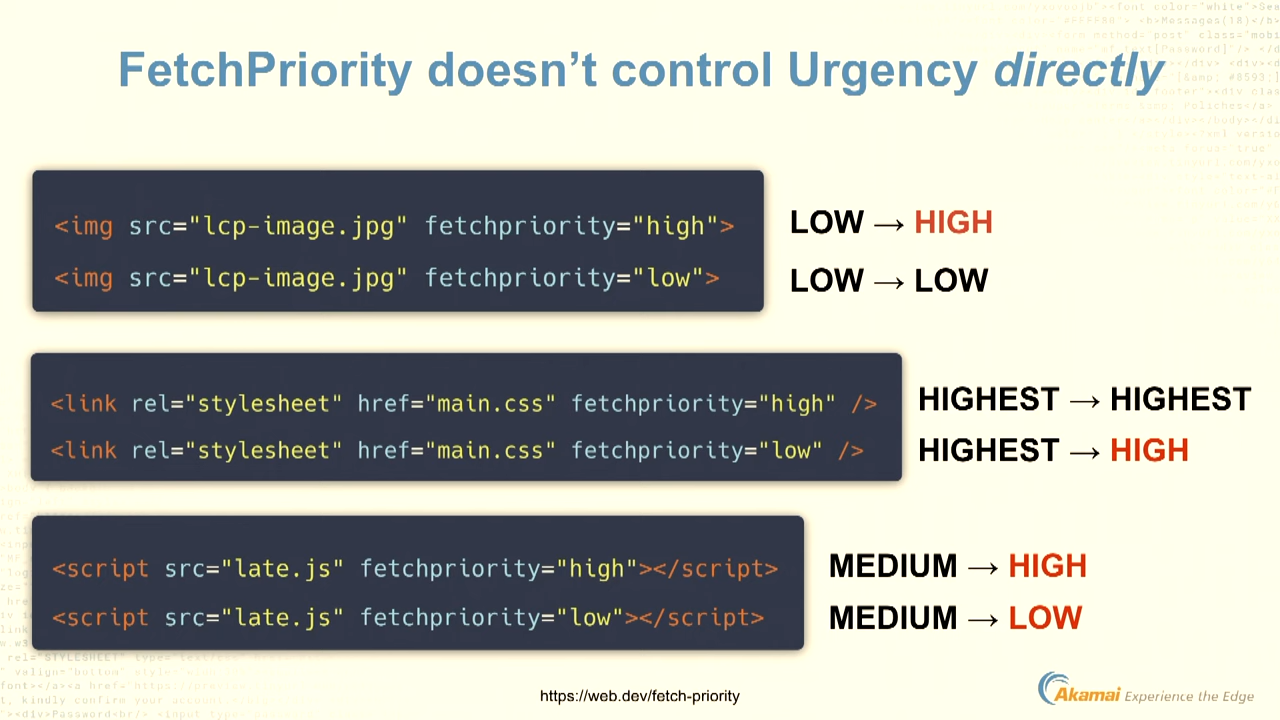 FetchPriority doesn’t control Urgency directly
<img src="lcp-image.jpg" fetchpriority="high">
LOW → HIGH
<img src="lcp-image.jpg" fetchpriority="low">
LOW → LOW
<link rel="stylesheet" href="main.css" fetchpriority="high" />
HIGHEST → HIGHEST
<link rel="stylesheet" href="main.css" fetchpriority="low" />
HIGHEST → HIGH
<script src="late.js" fetchpriority="high"></script>
MEDIUM → HIGH
<script src="late.js" fetchpriority="low"></script>
MEDIUM → LOW
https://web.dev/fetch-priority
Akamai Experience the Edge